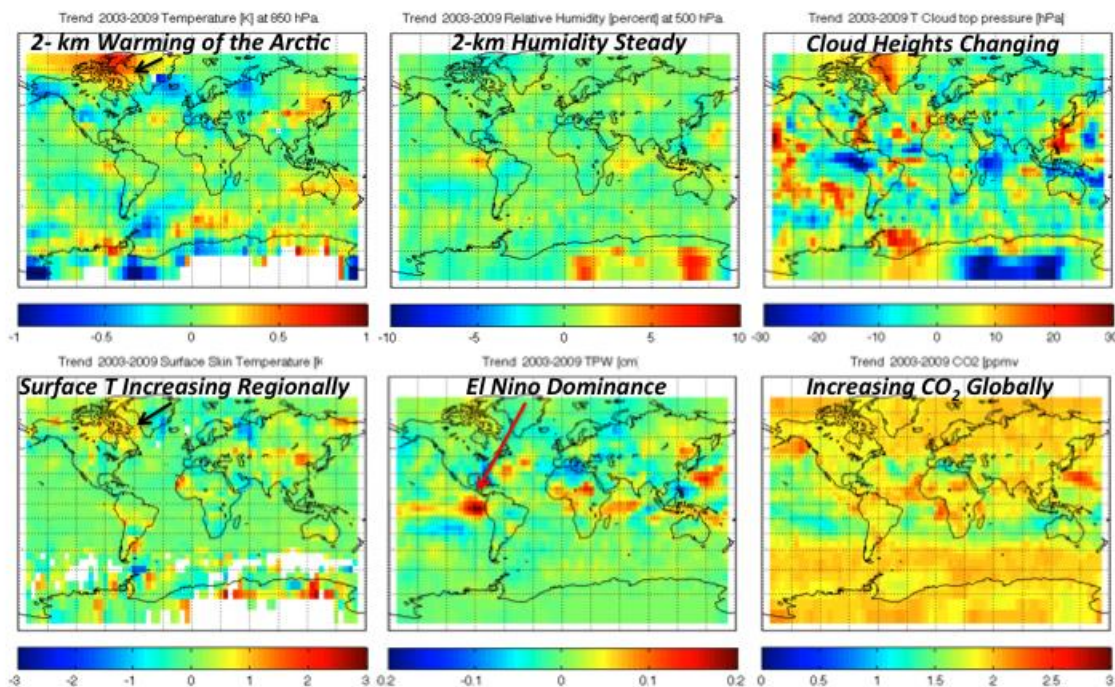 Trend 2003-2009 Temperature [K] at 850 hPa
2- km Warming of the Arctic
-1 -0.5 0 0.5 1
Trend 2003-2009 Relative Humidity [percent] at 500 hPa
2-km Humidity Steady
-10 -5 0 5 10
Trend 2003-2009 T Cloud top pressure [hPa]
Cloud Heights Changing
-30 -20 -10 0 10 20 30
Trend 2003-2009 Surface Skin Temperature [K
Surface T Increasing Regionally
-3 -2 -1 0 1 2 3
Trend 2003-2009 TPW [cm]
El Nino Dominance
-0.2 -0.1 0 0.1 0.2
Trend 2003-2009 CO2 [ppmv
Increasing CO₂ Globally
0 0.5 1 1.5 2 2.5 3